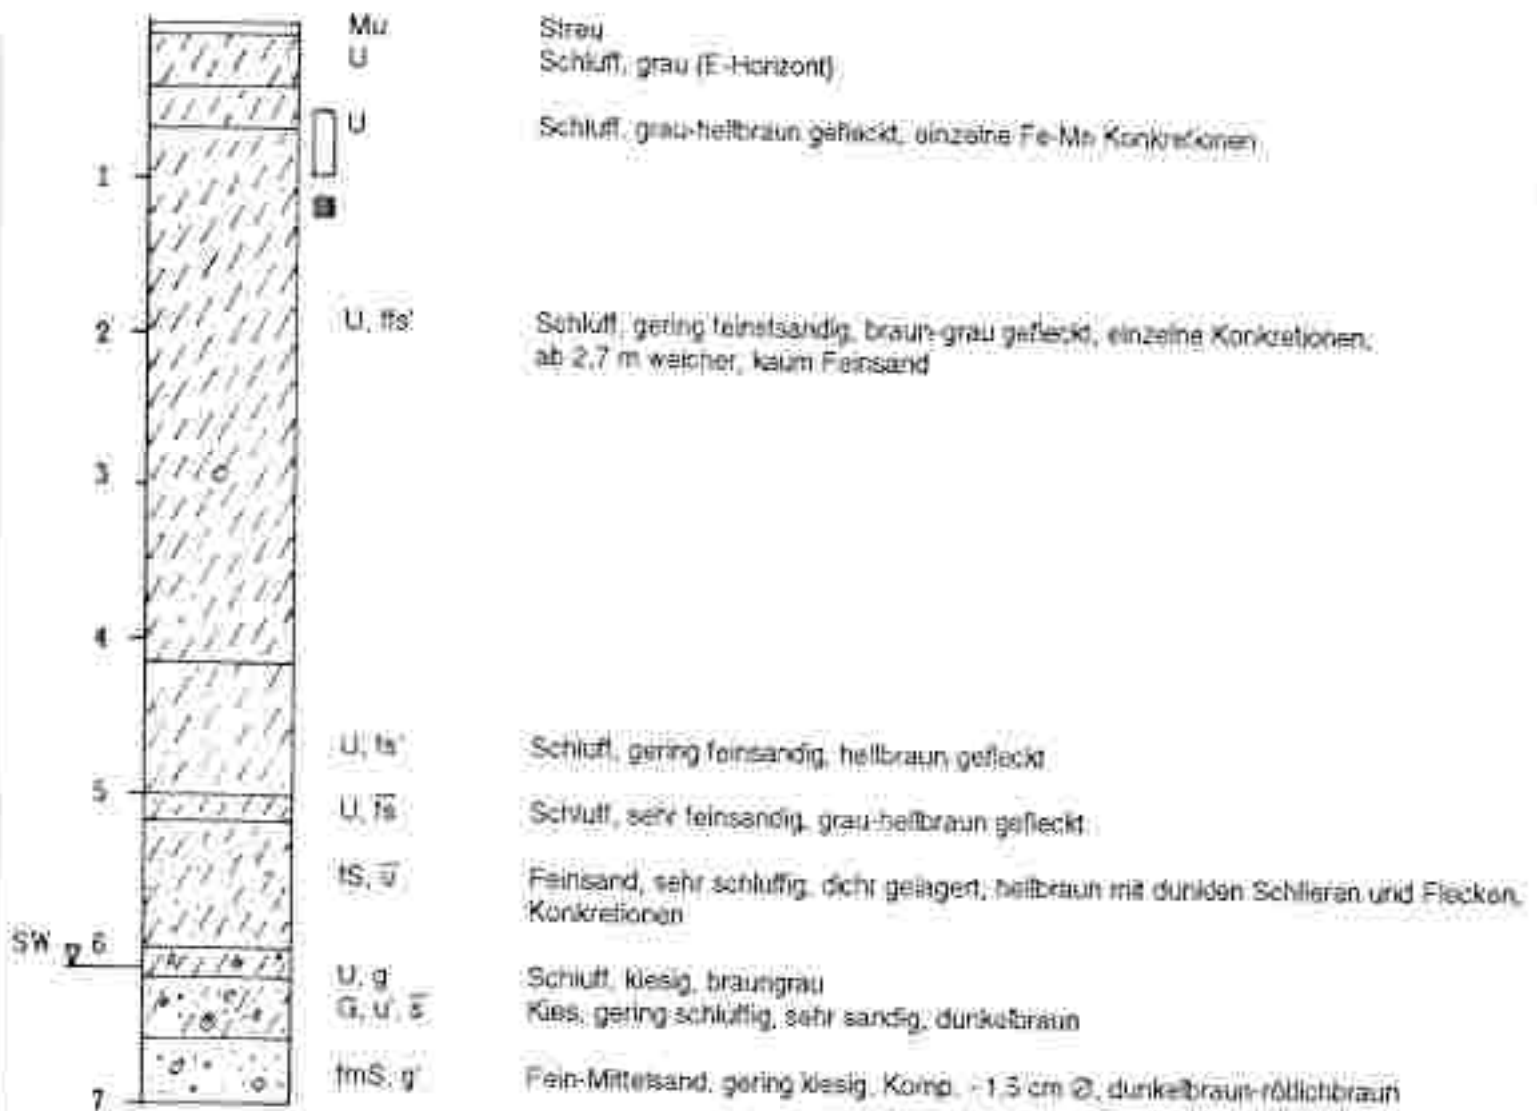 Mu Streu
U Schluff, grau (E-Horizont)
U Schluff, grau-hellbraun gefleckt, einzelne Fe-Mn Konkretionen
1
2 U, ffs' Schluff, gering feinstsandig, braun-grau gefleckt, einzelne Konkretionen,
ab 2,7 m weicher, kaum Feinsand
3
4
U, fs' Schluff, gering feinsandig, hellbraun gefleckt
5
U, f̅s̅ Schluff, sehr feinsandig, grau-hellbraun gefleckt
fS, u̅ Feinsand, sehr schluffig, dicht gelagert, hellbraun mit dunklen Schlieren und Flecken,
Konkretionen
SW 6
U, g Schluff, kiesig, braungrau
G, u', s̅ Kies, gering schluffig, sehr sandig, dunkelbraun
fmS, g' Fein-Mittelsand, gering kiesig, Komp. -1,5 cm Ø, dunkelbraun-rötlichbraun
7